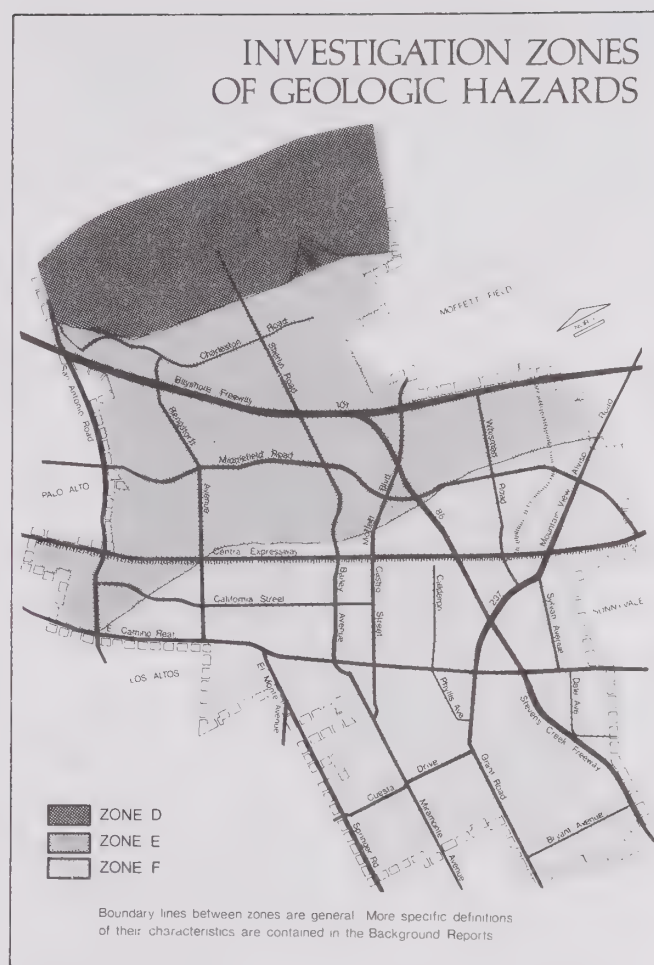 INVESTIGATION ZONES
OF GEOLOGIC HAZARDS
MOFFETT FIELD
Charleston Road
Shorelin Road
San Antonio Road
Bayshore Freeway
101
Rengstorff
Avenue
Middlefield Road
Moffett Blvd
Whisman
Road
Mountain View Alviso Road
PALO ALTO
85
Central Expressway
California Street
Bailey
Avenue
Castro
Street
Calderon
237
Sylvan Avenue
SUNNYVALE
Camino Real
LOS ALTOS
El Monte Avenue
Phyllis Ave
Dale Ave
Stevens Creek Freeway
Cuesta Drive
Grant Road
Miramonte
Avenue
Springer Rd
Bryant Avenue
ZONE D
ZONE E
ZONE F
Boundary lines between zones are general. More specific definitions
of their characteristics are contained in the Background Reports